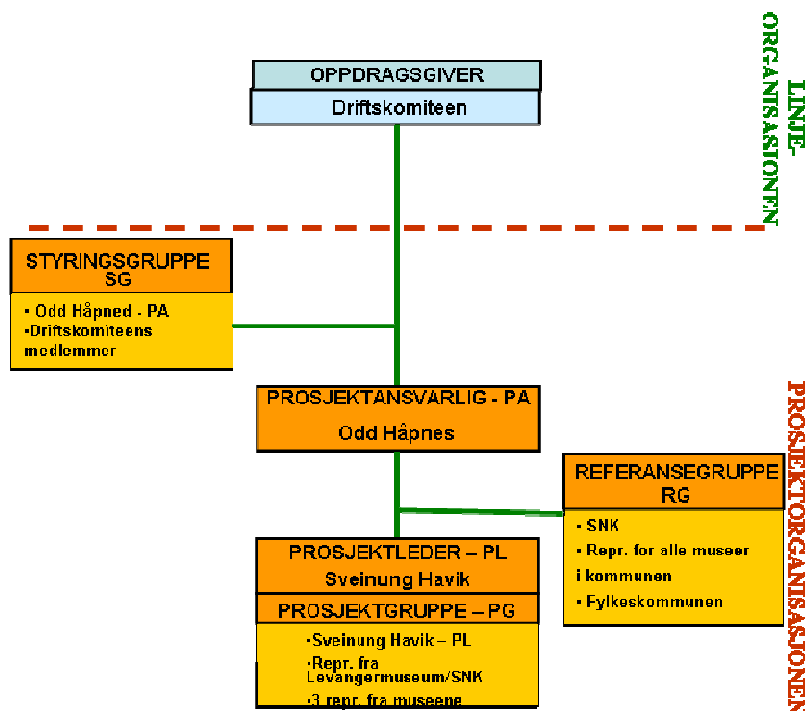 OPPDRAGSGIVER
Driftskomiteen
LINJE-
ORGANISASJONEN
STYRINGSGRUPPE
SG
• Odd Håpned - PA
•Driftskomiteens
medlemmer
PROSJEKTANSVARLIG - PA
Odd Håpnes
REFERANSEGRUPPE
RG
• SNK
• Repr. for alle museer
i kommunen
• Fylkeskommunen
PROSJEKTLEDER – PL
Sveinung Havik
PROSJEKTGRUPPE – PG
•Sveinung Havik – PL
•Repr. fra
Levangermuseum/SNK
•3 repr. fra museene
PROSJEKTORGANISASJONEN